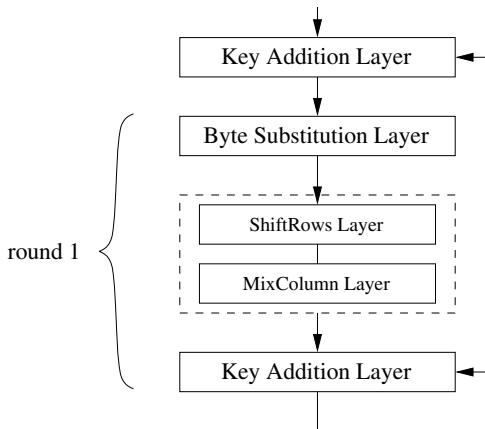 Key Addition Layer
Byte Substitution Layer
ShiftRows Layer
round 1
MixColumn Layer
Key Addition Layer